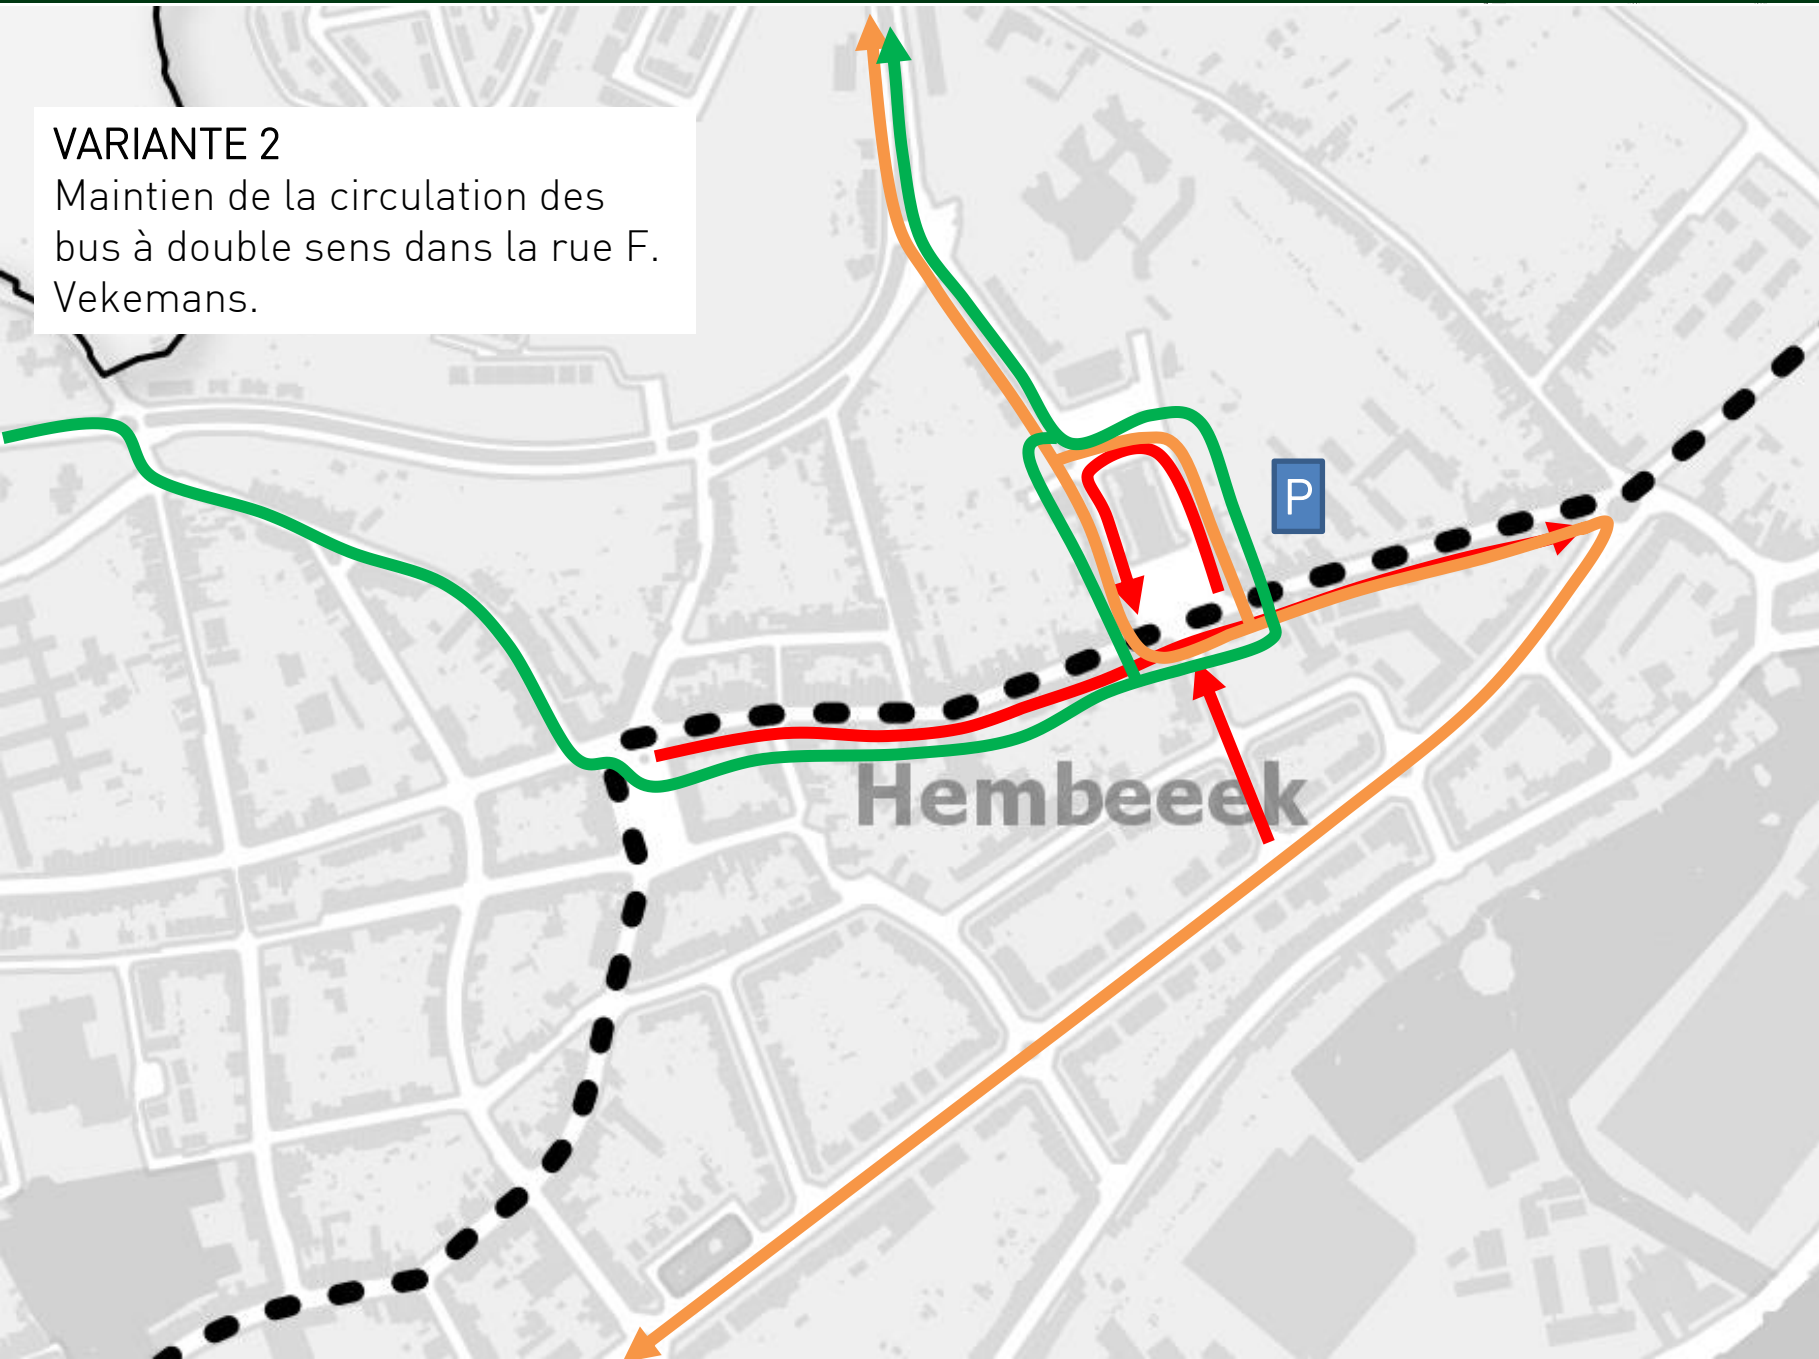 VARIANTE 2
Maintien de la circulation des
bus à double sens dans la rue F.
Vekemans.
P
Hembeeek